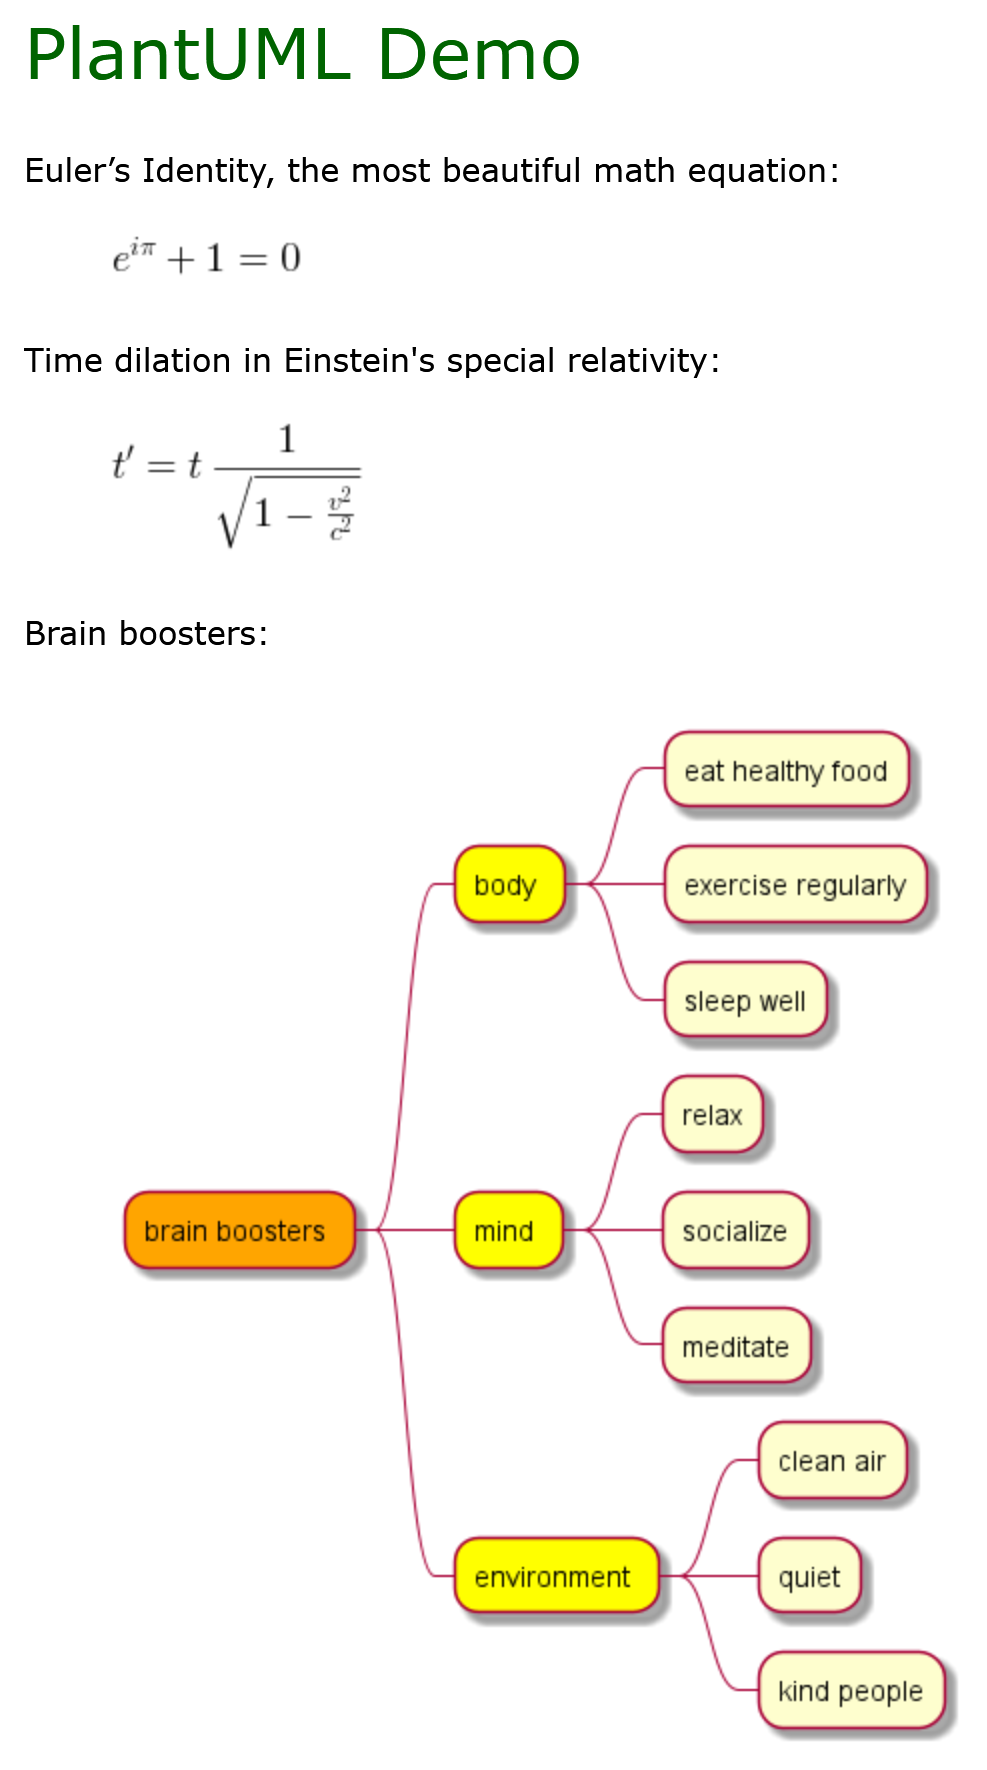 PlantUML Demo
Euler’s Identity, the most beautiful math equation:
e^{iπ} + 1 = 0
Time dilation in Einstein's special relativity:
t' = t \frac{1}{\sqrt{1 - \frac{v^2}{c^2}}}
Brain boosters:
brain boosters
body
eat healthy food
exercise regularly
sleep well
mind
relax
socialize
meditate
environment
clean air
quiet
kind people